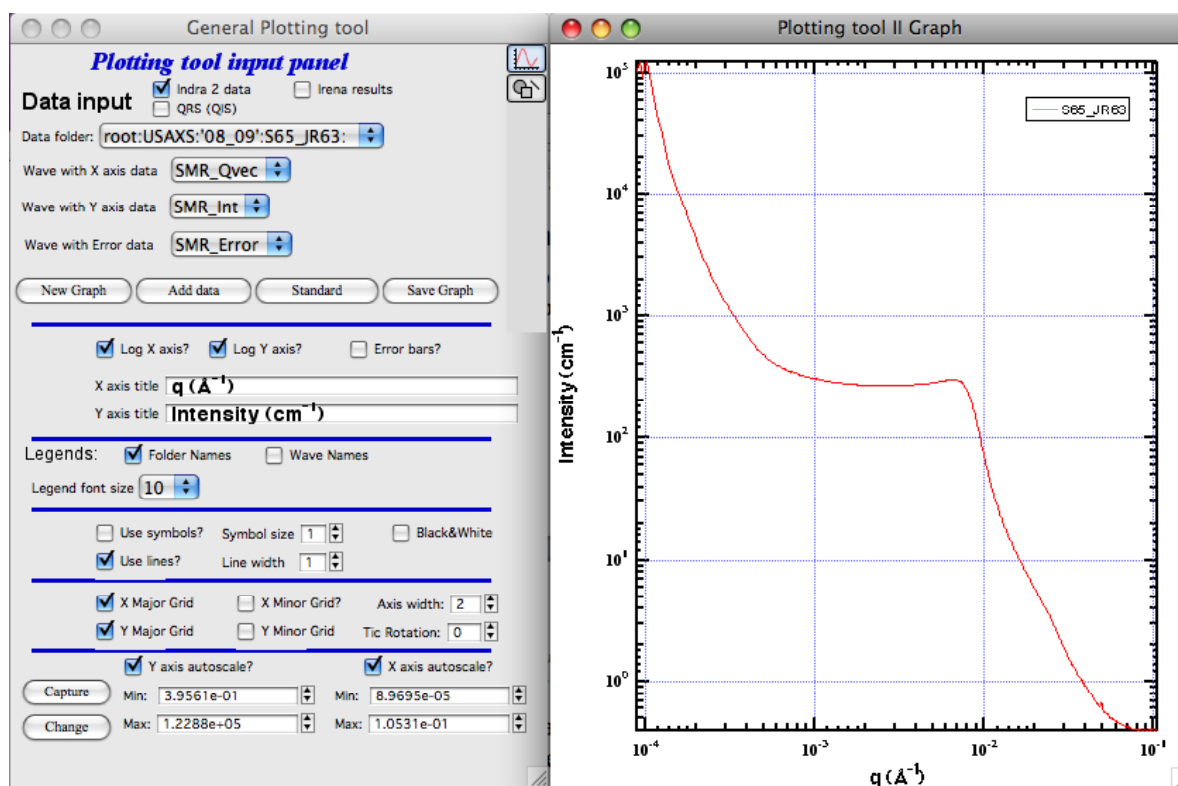 General Plotting tool
Plotting tool input panel
Data input
Indra 2 data
Irena results
QRS (QIS)
Data folder: root:USAXS:'08_09':S65_JR63:
Wave with X axis data SMR_Qvec
Wave with Y axis data SMR_Int
Wave with Error data SMR_Error
New Graph Add data Standard Save Graph
Log X axis? Log Y axis? Error bars?
X axis title q (Å⁻¹)
Y axis title Intensity (cm⁻¹)
Legends: Folder Names Wave Names
Legend font size 10
Use symbols? Symbol size 1 Black&White
Use lines? Line width 1
X Major Grid X Minor Grid? Axis width: 2
Y Major Grid Y Minor Grid Tic Rotation: 0
Y axis autoscale? X axis autoscale?
Capture Min: 3.9561e-01 Min: 8.9695e-05
Change Max: 1.2288e+05 Max: 1.0531e-01
Plotting tool II Graph
S65_JR63
Intensity (cm⁻¹)
10⁵
10⁴
10³
10²
10¹
10⁰
10⁻⁴ 10⁻³ 10⁻² 10⁻¹
q (Å⁻¹)